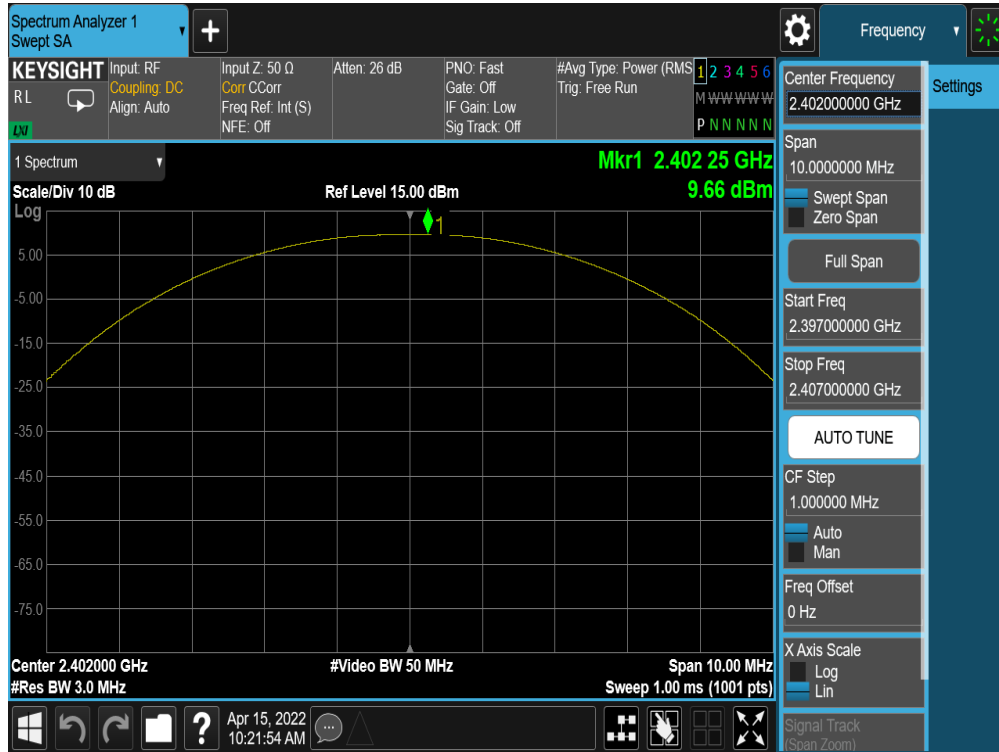 Spectrum Analyzer 1
Swept SA
+
Frequency
KEYSIGHT
RL
LXI
Input: RF
Coupling: DC
Align: Auto
Input Z: 50 Ω
Corr CCorr
Freq Ref: Int (S)
NFE: Off
Atten: 26 dB
PNO: Fast
Gate: Off
IF Gain: Low
Sig Track: Off
#Avg Type: Power (RMS
Trig: Free Run
1 2 3 4 5 6
M W W W W W
P N N N N N
1 Spectrum
Scale/Div 10 dB
Log
Ref Level 15.00 dBm
Mkr1 2.402 25 GHz
9.66 dBm
1
5.00
-5.00
-15.0
-25.0
-35.0
-45.0
-55.0
-65.0
-75.0
Center 2.402000 GHz
#Res BW 3.0 MHz
#Video BW 50 MHz
Span 10.00 MHz
Sweep 1.00 ms (1001 pts)
Center Frequency
2.402000000 GHz
Settings
Span
10.0000000 MHz
Swept Span
Zero Span
Full Span
Start Freq
2.397000000 GHz
Stop Freq
2.407000000 GHz
AUTO TUNE
CF Step
1.000000 MHz
Auto
Man
Freq Offset
0 Hz
X Axis Scale
Log
Lin
Signal Track
(Span Zoom)
?
Apr 15, 2022
10:21:54 AM